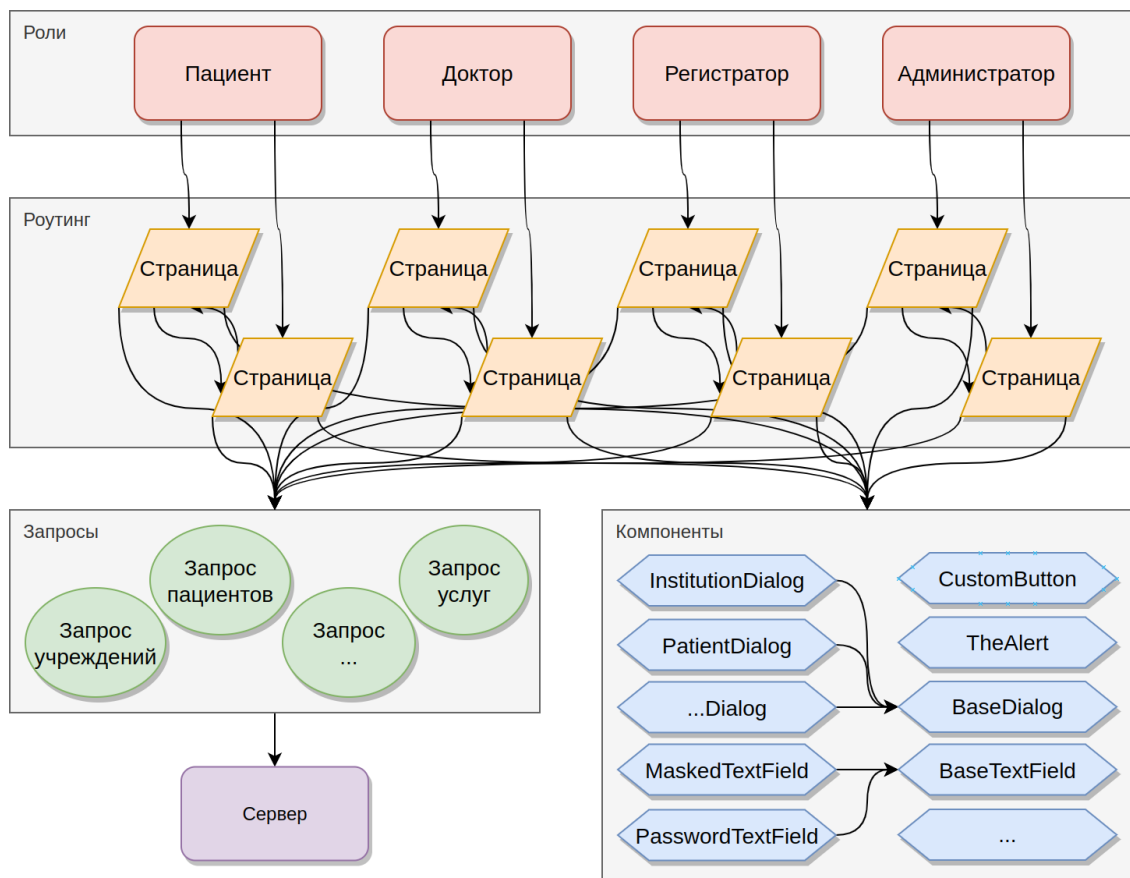 Роли
Пациент
Доктор
Регистратор
Администратор
Роутинг
Страница
Страница
Страница
Страница
Страница
Страница
Страница
Страница
Запросы
Запрос
пациентов
Запрос
услуг
Запрос
учреждений
Запрос
...
Сервер
Компоненты
InstitutionDialog
CustomButton
PatientDialog
TheAlert
...Dialog
BaseDialog
MaskedTextField
BaseTextField
PasswordTextField
...